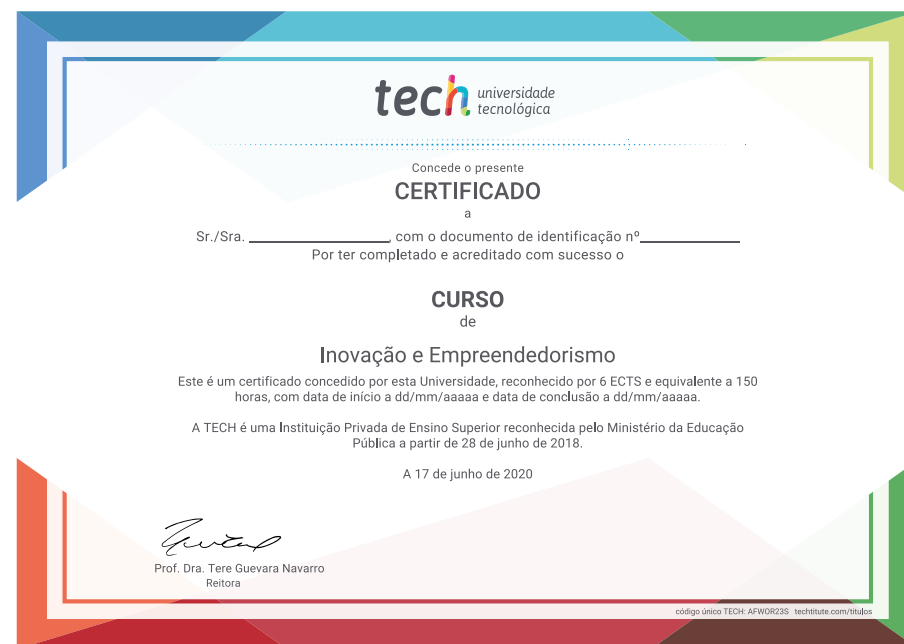 tech universidade
tecnológica
Concede o presente
CERTIFICADO
a
Sr./Sra. ____________________, com o documento de identificação nº______________
Por ter completado e acreditado com sucesso o
CURSO
de
Inovação e Empreendedorismo
Este é um certificado concedido por esta Universidade, reconhecido por 6 ECTS e equivalente a 150
horas, com data de início a dd/mm/aaaaa e data de conclusão a dd/mm/aaaaa.
A TECH é uma Instituição Privada de Ensino Superior reconhecida pelo Ministério da Educação
Pública a partir de 28 de junho de 2018.
A 17 de junho de 2020
Prof. Dra. Tere Guevara Navarro
Reitora
código único TECH: AFWOR23S techtitute.com/titulos